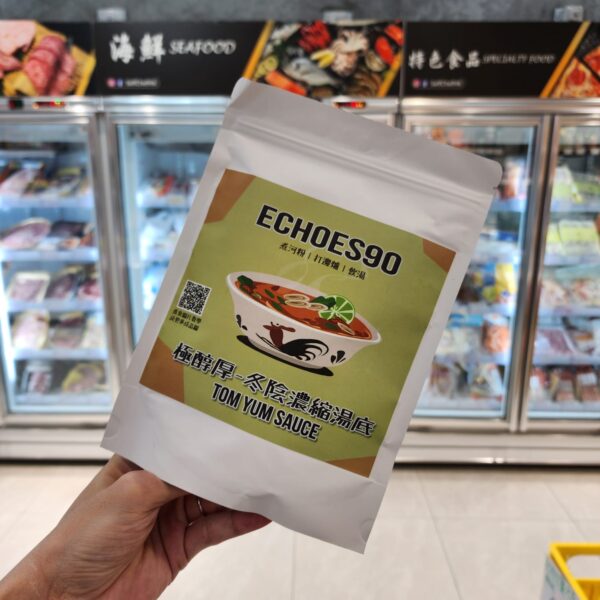 海鮮 SEAFOOD
特色食品 SPECIALTY FOOD
ECHOES90
煮河粉 | 打邊爐 | 飲湯
極醇厚-冬陰濃縮湯底
TOM YUM SAUCE